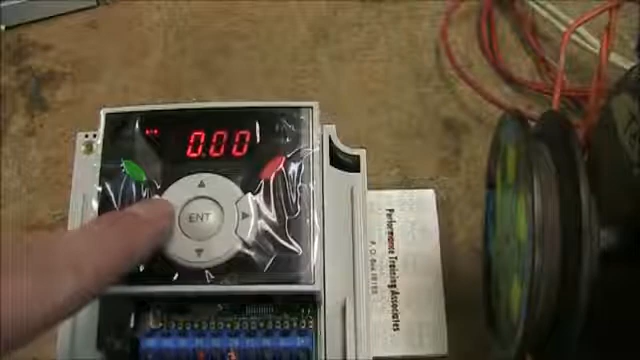 0.00
ENT
Performance Training Associates
P.O. Box